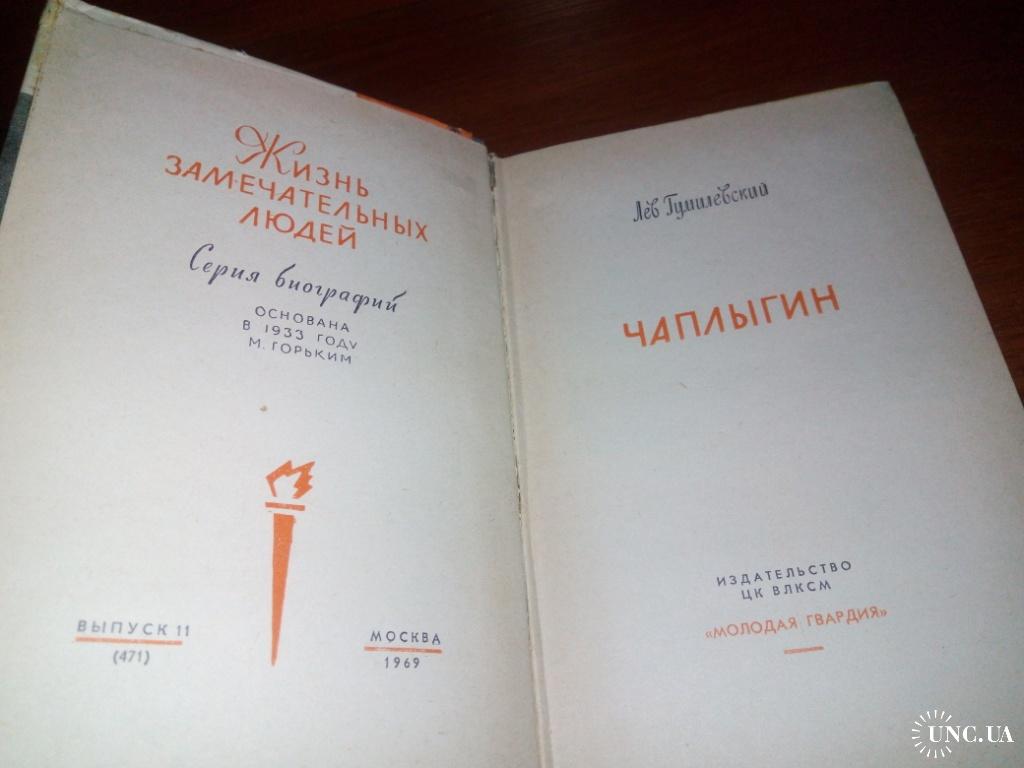 Жизнь
ЗАМЕЧАТЕЛЬНЫХ
ЛЮДЕЙ
Серия биографий
ОСНОВАНА
В 1933 ГОДУ
М. ГОРЬКИМ
ВЫПУСК 11
(471)
МОСКВА
1969
Лев Гумилевский
ЧАПЛЫГИН
ИЗДАТЕЛЬСТВО
ЦК ВЛКСМ
«МОЛОДАЯ ГВАРДИЯ»
UNC.UA